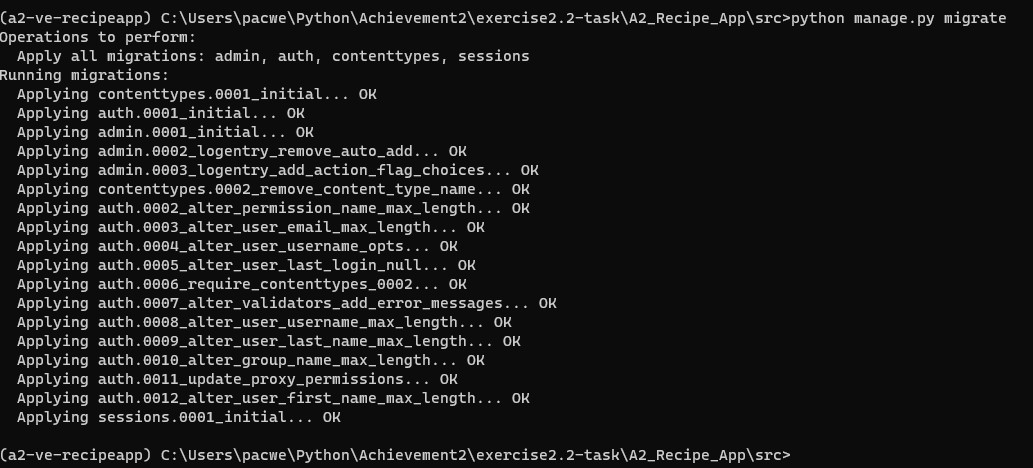 (a2-ve-recipeapp) C:\Users\pacwe\Python\Achievement2\exercise2.2-task\A2_Recipe_App\src>python manage.py migrate
Operations to perform:
  Apply all migrations: admin, auth, contenttypes, sessions
Running migrations:
  Applying contenttypes.0001_initial... OK
  Applying auth.0001_initial... OK
  Applying admin.0001_initial... OK
  Applying admin.0002_logentry_remove_auto_add... OK
  Applying admin.0003_logentry_add_action_flag_choices... OK
  Applying contenttypes.0002_remove_content_type_name... OK
  Applying auth.0002_alter_permission_name_max_length... OK
  Applying auth.0003_alter_user_email_max_length... OK
  Applying auth.0004_alter_user_username_opts... OK
  Applying auth.0005_alter_user_last_login_null... OK
  Applying auth.0006_require_contenttypes_0002... OK
  Applying auth.0007_alter_validators_add_error_messages... OK
  Applying auth.0008_alter_user_username_max_length... OK
  Applying auth.0009_alter_user_last_name_max_length... OK
  Applying auth.0010_alter_group_name_max_length... OK
  Applying auth.0011_update_proxy_permissions... OK
  Applying auth.0012_alter_user_first_name_max_length... OK
  Applying sessions.0001_initial... OK
(a2-ve-recipeapp) C:\Users\pacwe\Python\Achievement2\exercise2.2-task\A2_Recipe_App\src>